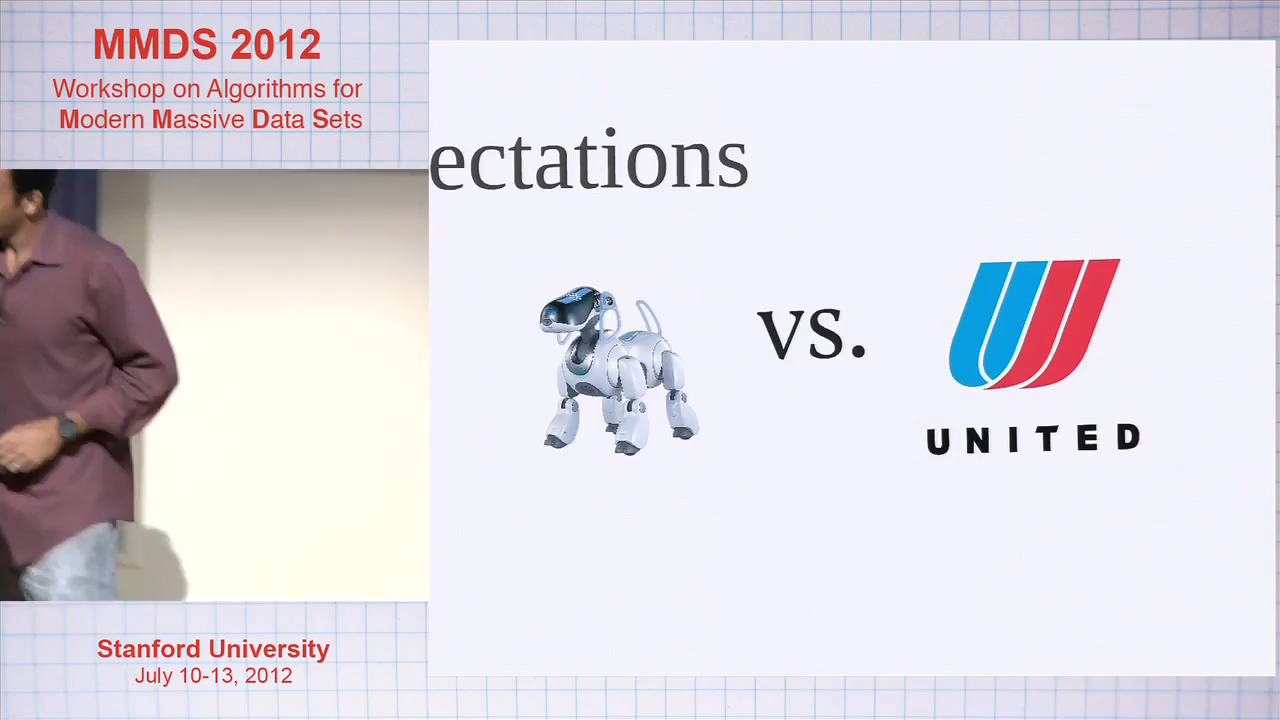 MMDS 2012
Workshop on Algorithms for
Modern Massive Data Sets
ectations
vs.
UNITED
Stanford University
July 10-13, 2012